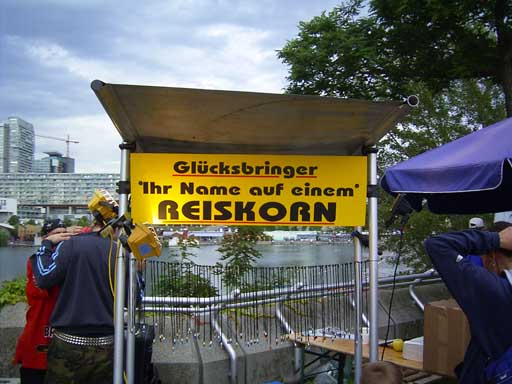 Glücksbringer
'Ihr Name auf einem'
REISKORN